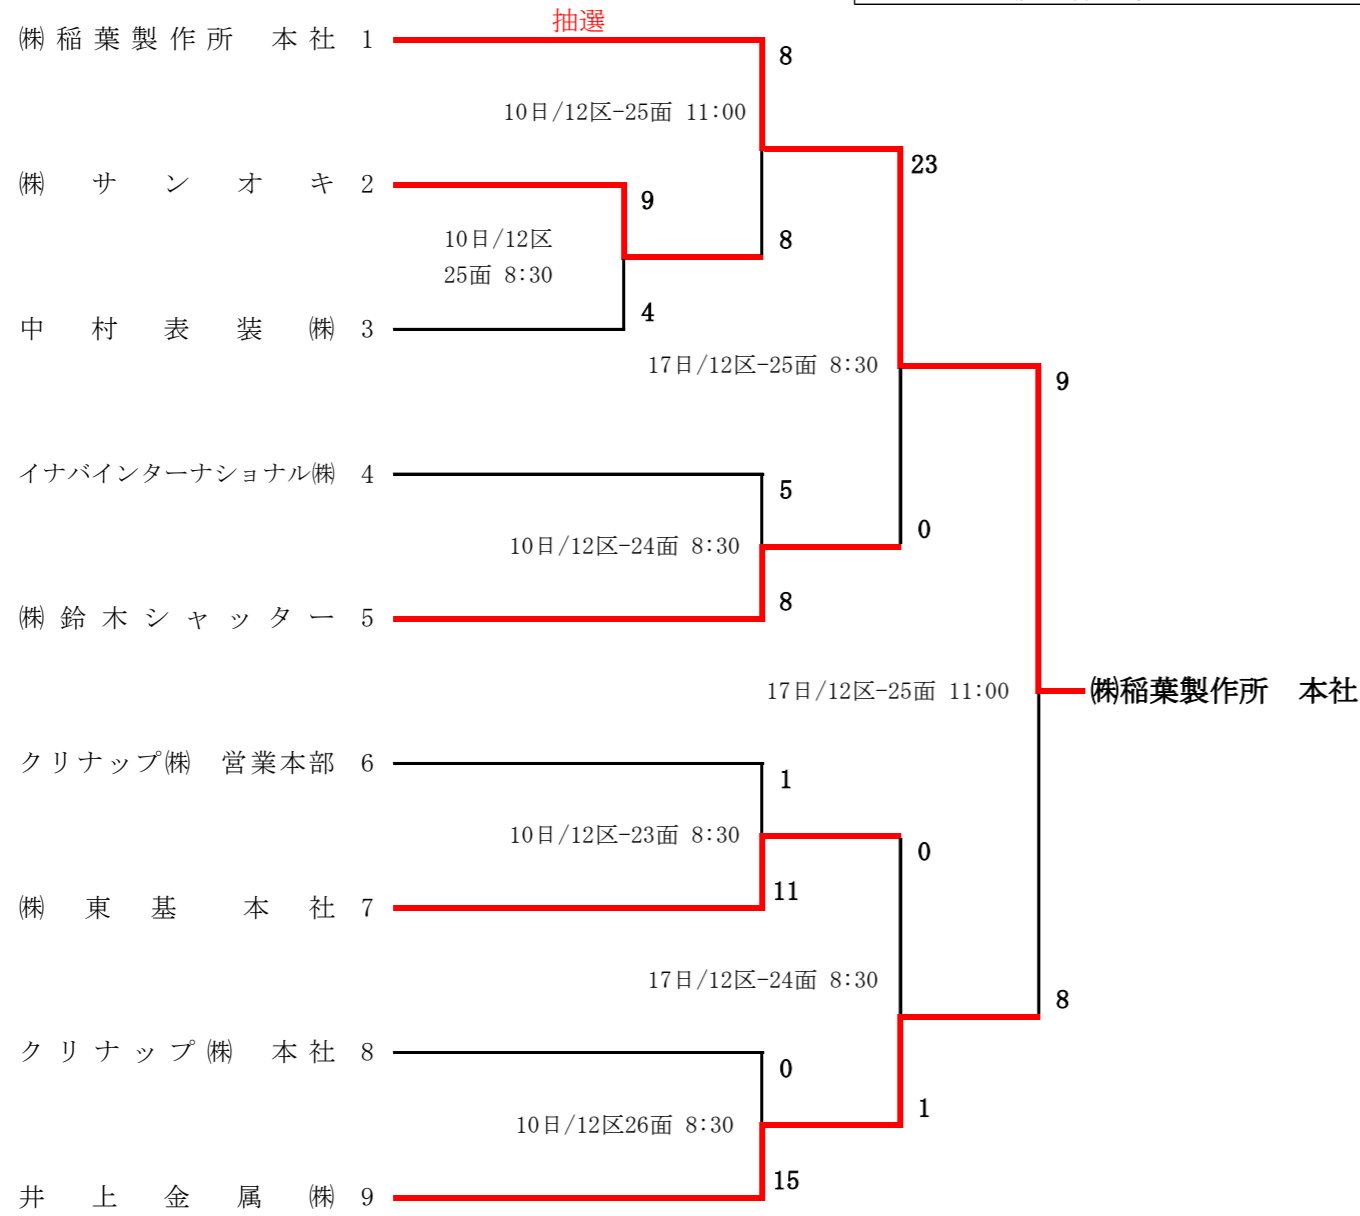 抽選
㈱稲葉製作所　本社 1
8
10日/12区-25面 11:00
23
㈱サンオキ 2
9
10日/12区
25面 8:30
8
4
中村表装㈱ 3
17日/12区-25面 8:30
9
イナバインターナショナル㈱ 4
5
10日/12区-24面 8:30
0
8
㈱鈴木シャッター 5
17日/12区-25面 11:00
㈱稲葉製作所　本社
クリナップ㈱　営業本部 6
1
10日/12区-23面 8:30
0
11
㈱東基　本社 7
17日/12区-24面 8:30
8
クリナップ㈱　本社 8
0
10日/12区26面 8:30
1
15
井上金属㈱ 9